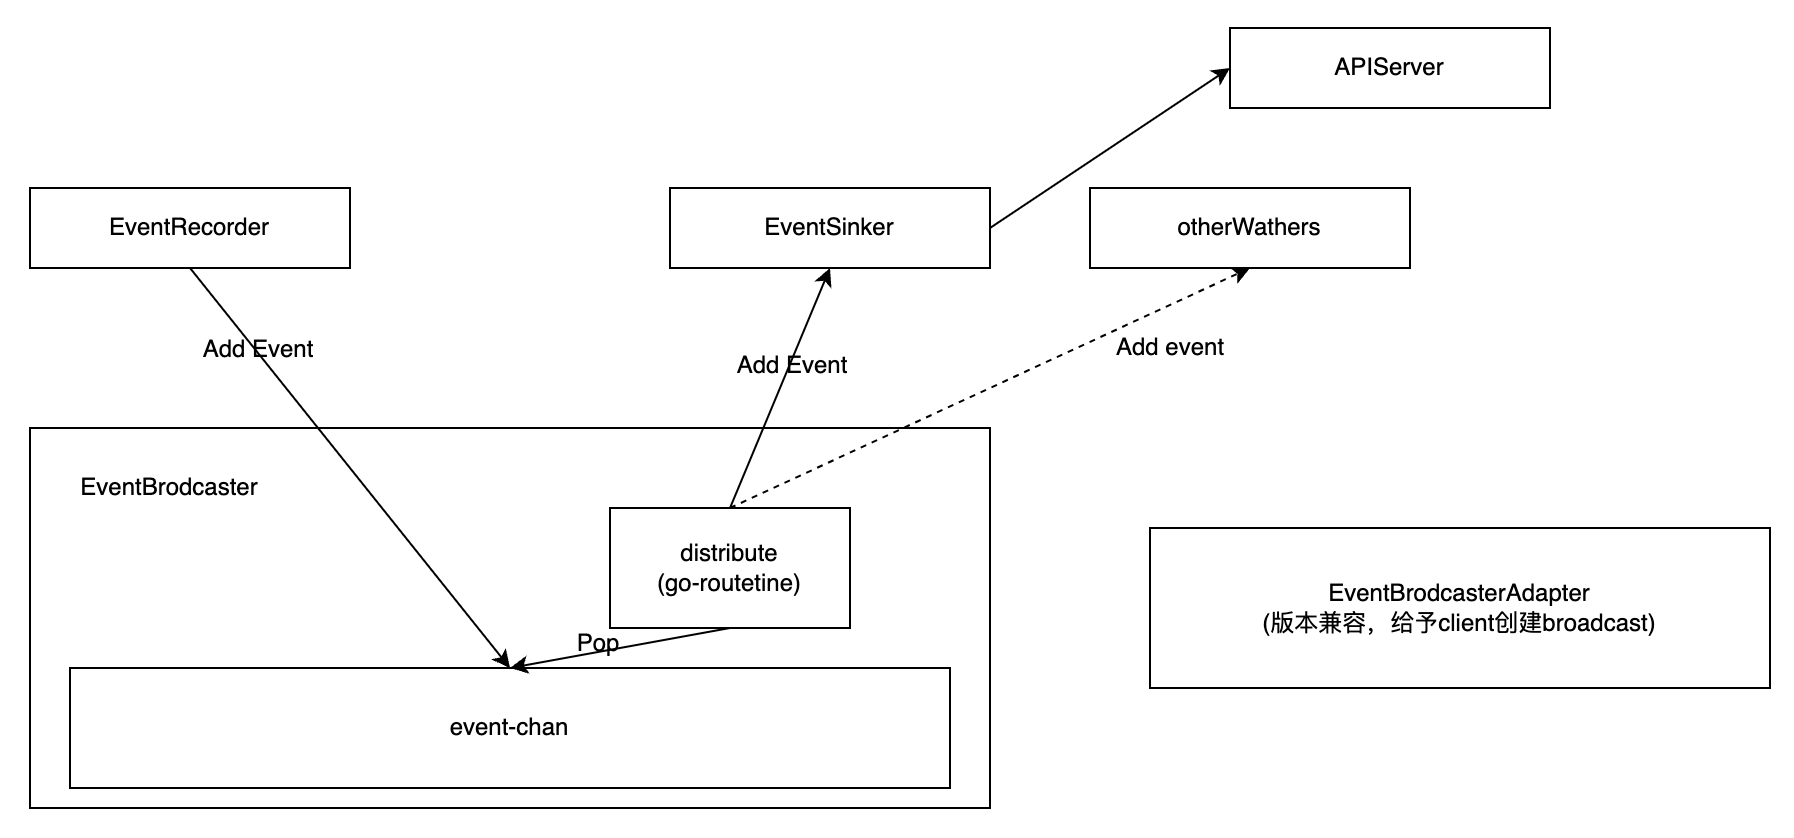 APIServer
EventRecorder
EventSinker
otherWathers
Add Event
Add Event
Add event
EventBrodcaster
distribute
(go-routetine)
EventBrodcasterAdapter
(版本兼容，给予client创建broadcast)
Pop
event-chan